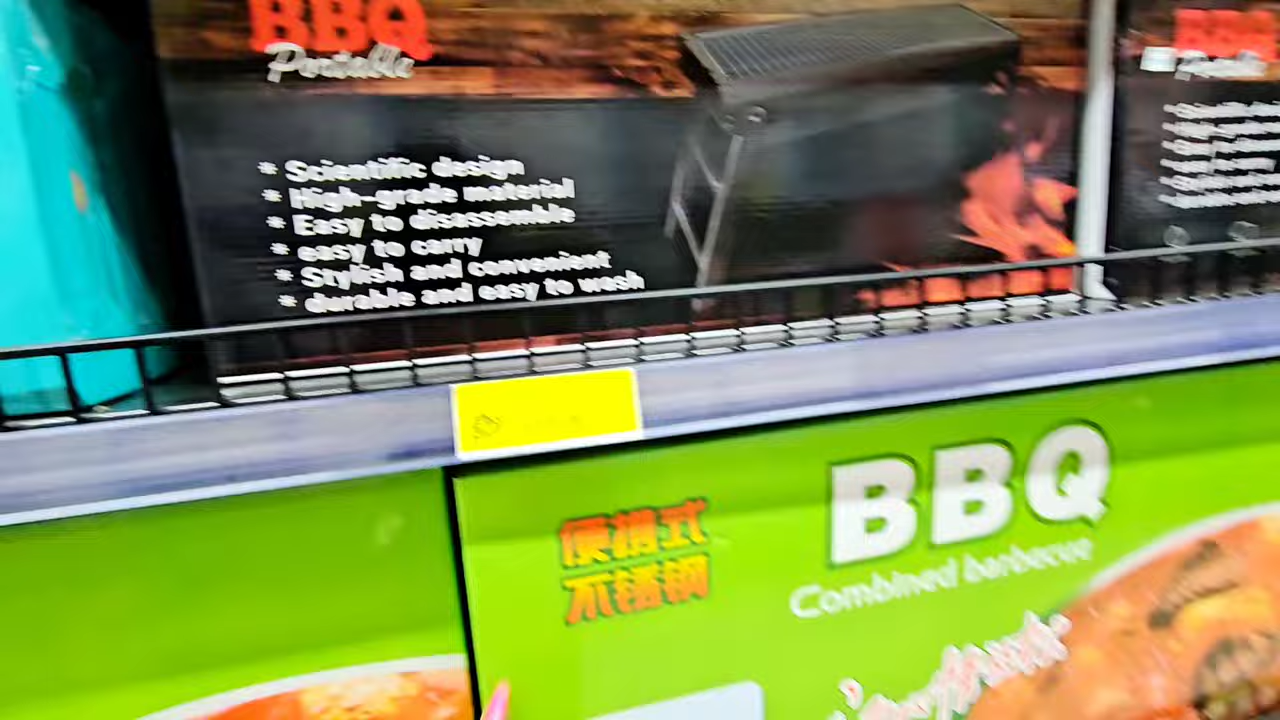 BBQ
Portable
* Scientific design
* High-grade material
* Easy to disassemble
* easy to carry
* Stylish and convenient
* durable and easy to wash
BBQ
BBQ
Combined barbecue
便携式
不锈钢